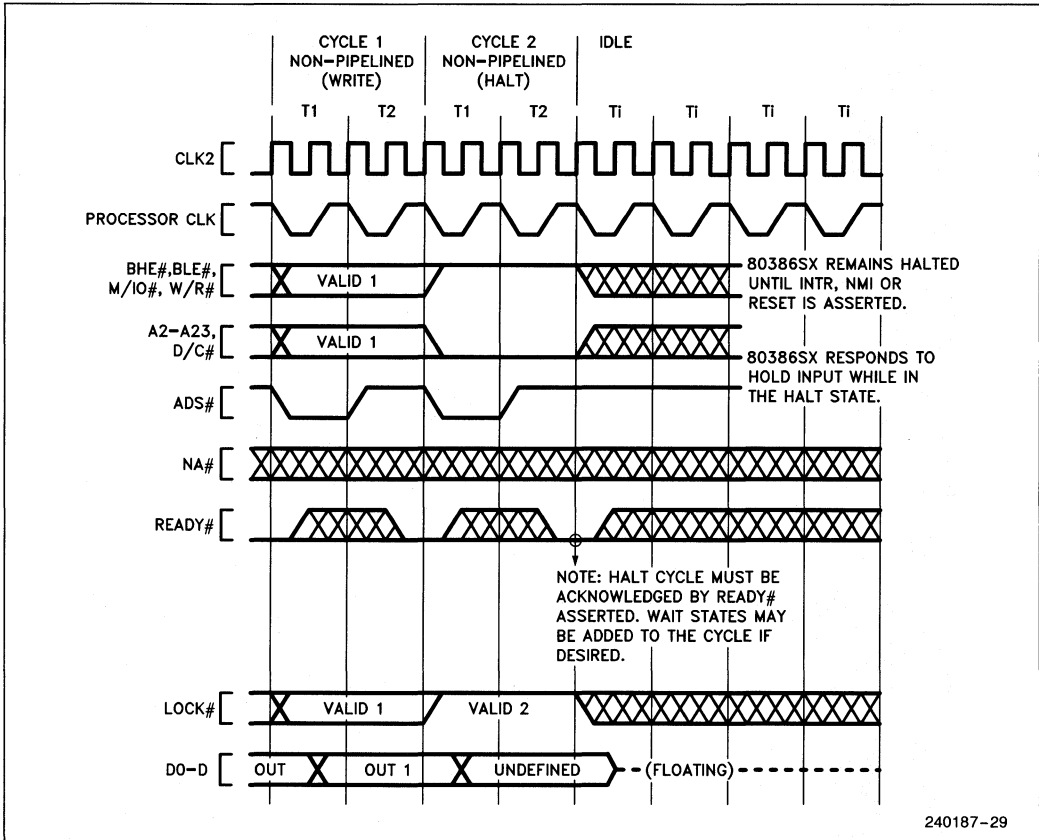 CYCLE 1
NON-PIPELINED
(WRITE)
CYCLE 2
NON-PIPELINED
(HALT)
IDLE
T1 T2 T1 T2 Ti Ti Ti Ti
CLK2
PROCESSOR CLK
BHE#,BLE#,
M/IO#, W/R#
VALID 1
80386SX REMAINS HALTED
UNTIL INTR, NMI OR
RESET IS ASSERTED.
A2-A23,
D/C#
VALID 1
80386SX RESPONDS TO
HOLD INPUT WHILE IN
THE HALT STATE.
ADS#
NA#
READY#
NOTE: HALT CYCLE MUST BE
ACKNOWLEDGED BY READY#
ASSERTED. WAIT STATES MAY
BE ADDED TO THE CYCLE IF
DESIRED.
LOCK# VALID 1 VALID 2
D0-D OUT OUT 1 UNDEFINED (FLOATING)
240187-29